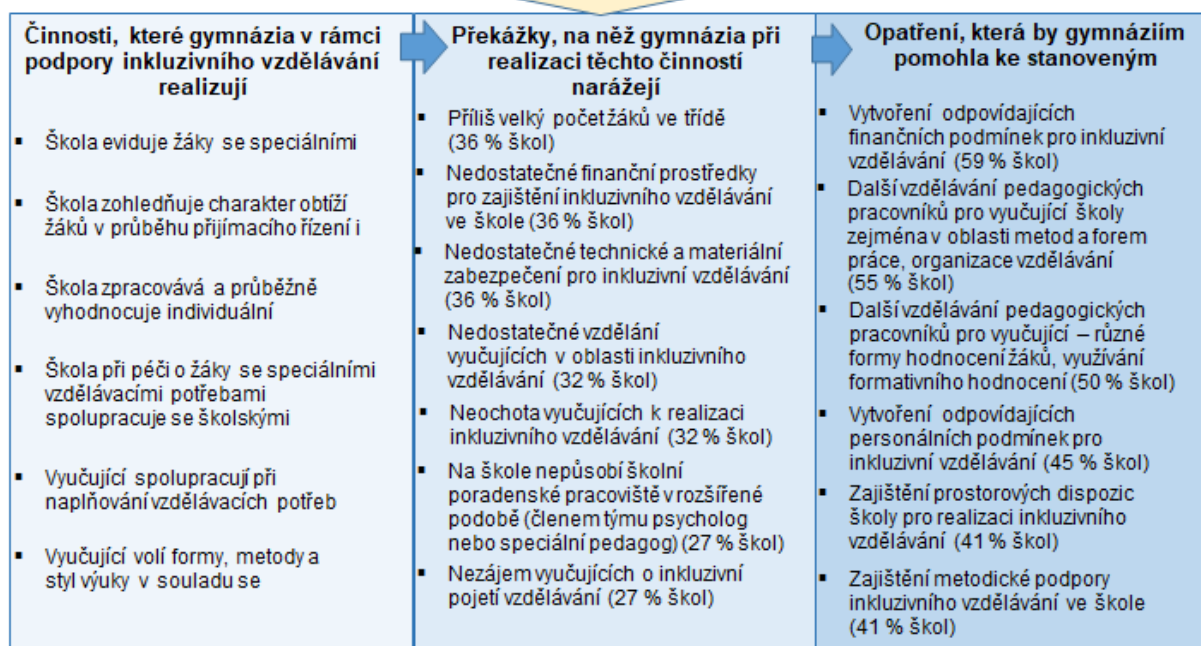 Činnosti, které gymnázia v rámci
podpory inkluzivního vzdělávání
realizují
▪ Škola eviduje žáky se speciálními
▪ Škola zohledňuje charakter obtíží
žáků v průběhu přijímacího řízení i
▪ Škola zpracovává a průběžně
vyhodnocuje individuální
▪ Škola při péči o žáky se speciálními
vzdělávacími potřebami
spolupracuje se školskými
▪ Vyučující spolupracují při
naplňování vzdělávacích potřeb
▪ Vyučující volí formy, metody a
styl výuky v souladu se
Překážky, na něž gymnázia při
realizaci těchto činností
narážejí
▪ Příliš velký počet žáků ve třídě
(36 % škol)
▪ Nedostatečné finanční prostředky
pro zajištění inkluzivního vzdělávání
ve škole (36 % škol)
▪ Nedostatečné technické a materiální
zabezpečení pro inkluzivní vzdělávání
(36 % škol)
▪ Nedostatečné vzdělání
vyučujících v oblasti inkluzivního
vzdělávání (32 % škol)
▪ Neochota vyučujících k realizaci
inkluzivního vzdělávání (32 % škol)
▪ Na škole nepůsobí školní
poradenské pracoviště v rozšířené
podobě (členem týmu psycholog
nebo speciální pedagog) (27 % škol)
▪ Nezájem vyučujících o inkluzivní
pojetí vzdělávání (27 % škol)
Opatření, která by gymnáziím
pomohla ke stanoveným
▪ Vytvoření odpovídajících
finančních podmínek pro inkluzivní
vzdělávání (59 % škol)
▪ Další vzdělávání pedagogických
pracovníků pro vyučující školy
zejména v oblasti metod a forem
práce, organizace vzdělávání
(55 % škol)
▪ Další vzdělávání pedagogických
pracovníků pro vyučující – různé
formy hodnocení žáků, využívání
formativního hodnocení (50 % škol)
▪ Vytvoření odpovídajících
personálních podmínek pro
inkluzivní vzdělávání (45 % škol)
▪ Zajištění prostorových dispozic
školy pro realizaci inkluzivního
vzdělávání (41 % škol)
▪ Zajištění metodické podpory
inkluzivního vzdělávání ve škole
(41 % škol)